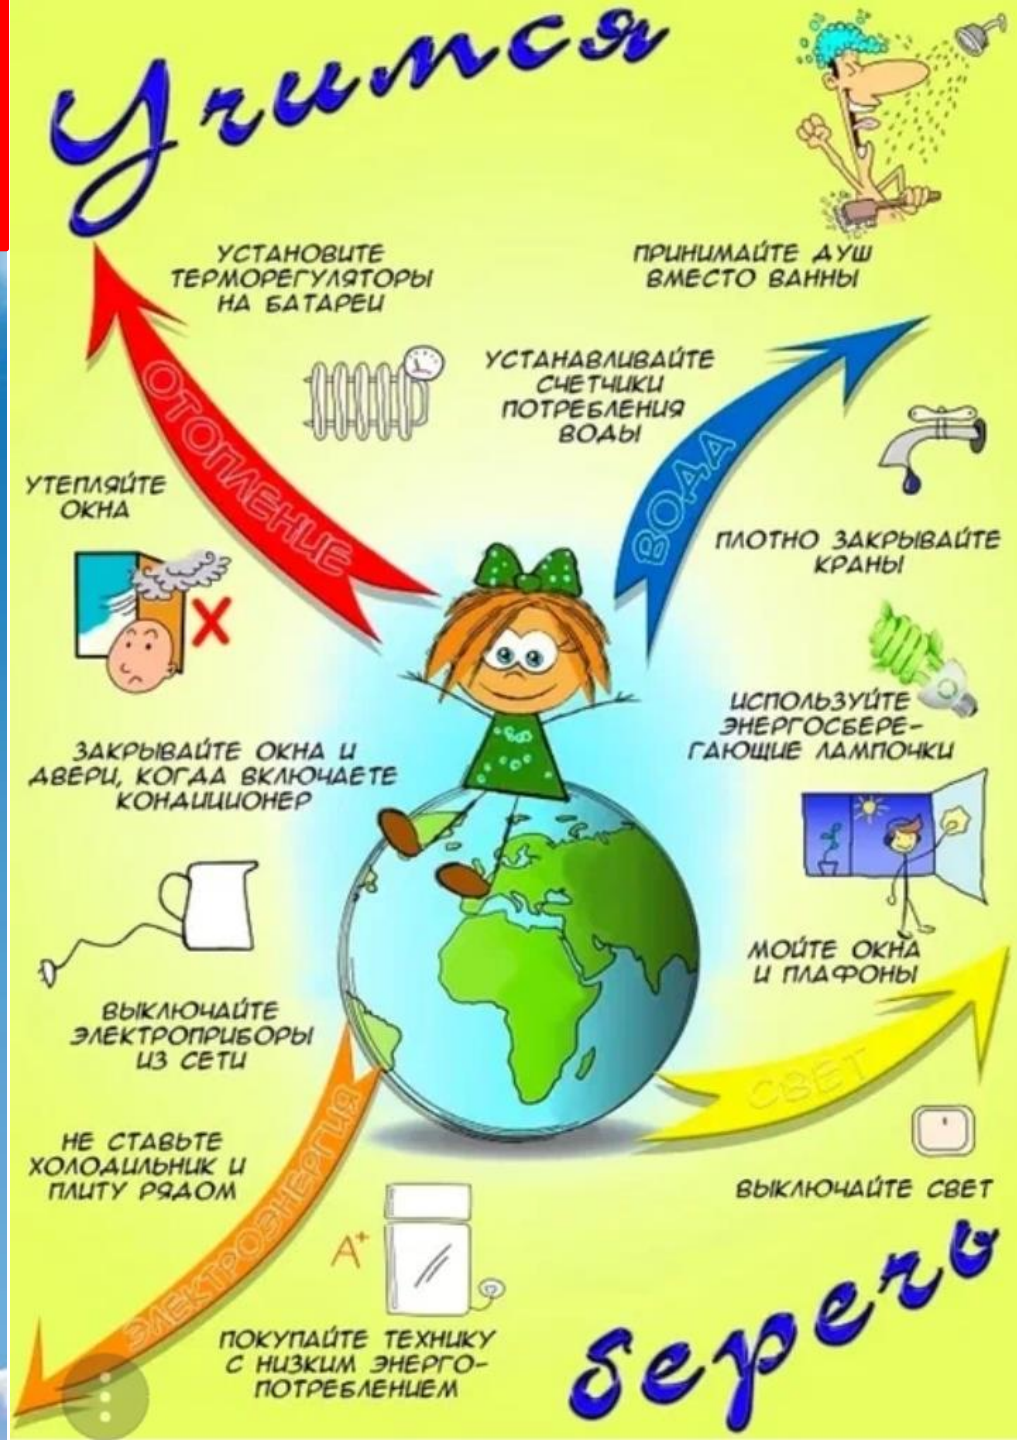 Учимся
УСТАНОВИТЕ
ТЕРМОРЕГУЛЯТОРЫ
НА БАТАРЕИ
ПРИНИМАЙТЕ ДУШ
ВМЕСТО ВАННЫ
ОТОПЛЕНИЕ
УСТАНАВЛИВАЙТЕ
СЧЕТЧИКИ
ПОТРЕБЛЕНИЯ
ВОДЫ
ВОДА
УТЕПЛЯЙТЕ
ОКНА
ПЛОТНО ЗАКРЫВАЙТЕ
КРАНЫ
X
ИСПОЛЬЗУЙТЕ
ЭНЕРГОСБЕРЕ-
ГАЮЩИЕ ЛАМПОЧКИ
ЗАКРЫВАЙТЕ ОКНА И
ДВЕРИ, КОГДА ВКЛЮЧАЕТЕ
КОНДИЦИОНЕР
МОЙТЕ ОКНА
И ПЛАФОНЫ
ВЫКЛЮЧАЙТЕ
ЭЛЕКТРОПРИБОРЫ
ИЗ СЕТИ
СВЕТ
НЕ СТАВЬТЕ
ХОЛОДИЛЬНИК И
ПЛИТУ РЯДОМ
ЭЛЕКТРОЭНЕРГИЯ
ВЫКЛЮЧАЙТЕ СВЕТ
A+
ПОКУПАЙТЕ ТЕХНИКУ
С НИЗКИМ ЭНЕРГО-
ПОТРЕБЛЕНИЕМ
беречь